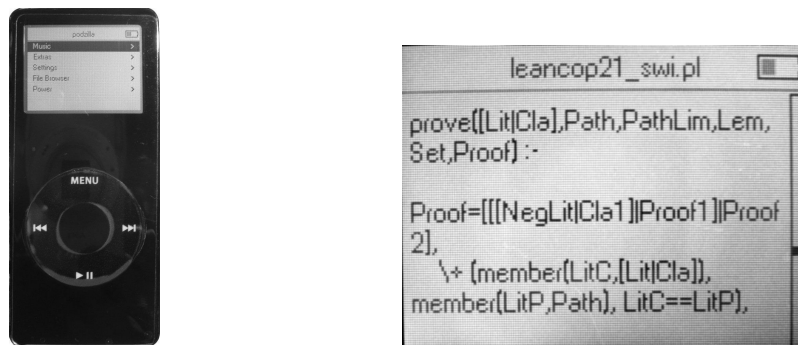 podzilla
Music >
Extras >
Settings >
File Browser >
Power >
MENU
leancop21_swi.pl
prove([Lit|Cla],Path,PathLim,Lem,
Set,Proof) :-
Proof=[[[NegLit|Cla1]|Proof1]|Proof
2],
\+ (member(LitC,[Lit|Cla]),
member(LitP,Path), LitC==LitP),